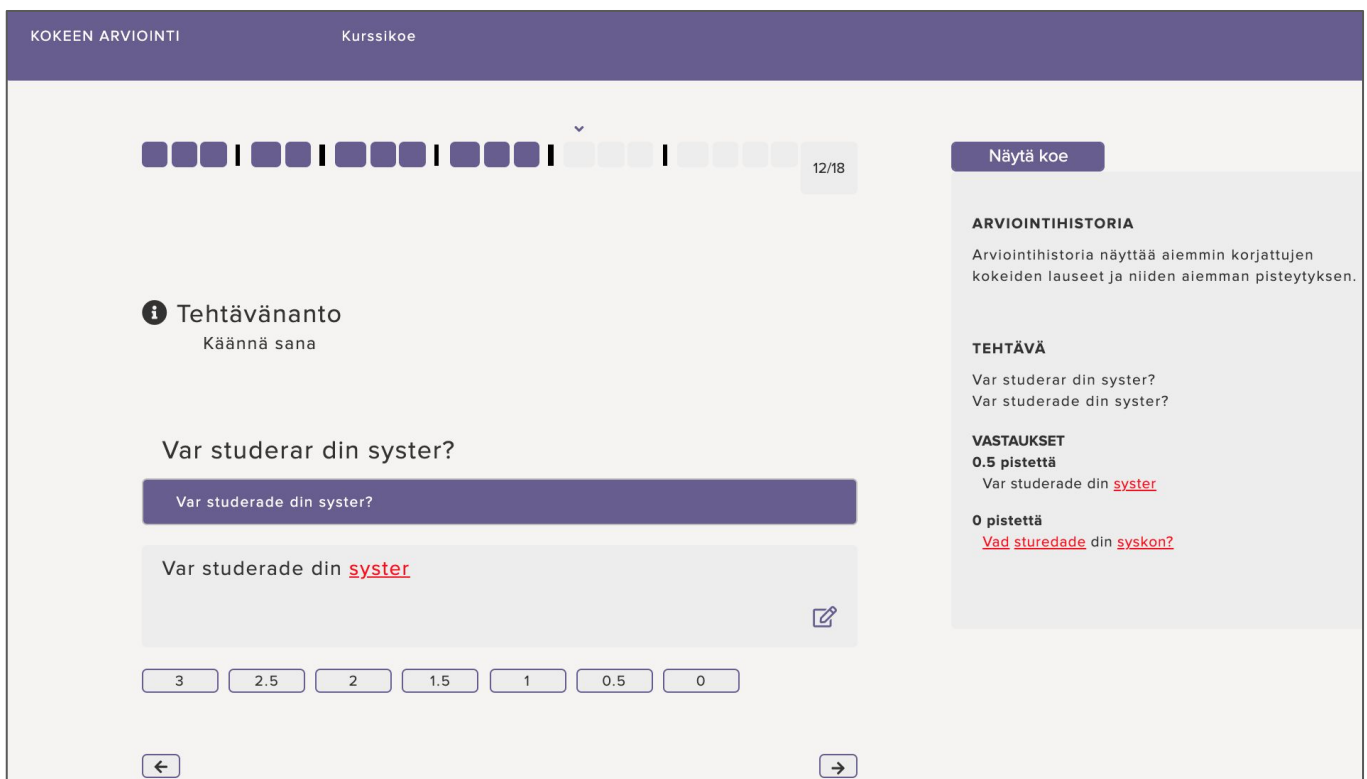 KOKEEN ARVIOINTI
Kurssikoe
12/18
Tehtävänanto
Käännä sana
Var studerar din syster?
Var studerade din syster?
Var studerade din syster
3
2.5
2
1.5
1
0.5
0
Näytä koe
ARVIOINTIHISTORIA
Arviointihistoria näyttää aiemmin korjattujen
kokeiden lauseet ja niiden aiemman pisteytyksen.
TEHTÄVÄ
Var studerar din syster?
Var studerade din syster?
VASTAUKSET
0.5 pistettä
Var studerade din syster
0 pistettä
Vad sturedade din syskon?